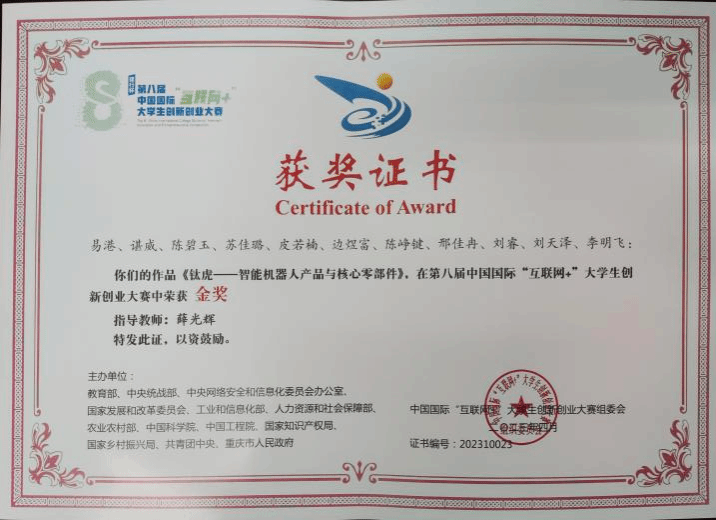 第八届
中国国际"互联网+"
大学生创新创业大赛
获奖证书
Certificate of Award
易港、谌威、陈碧玉、苏佳璐、皮若楠、边煜富、陈峥键、邢佳冉、刘睿、刘天泽、李明飞：
你们的作品《钛虎——智能机器人产品与核心零部件》，在第八届中国国际“互联网+”大学生创
新创业大赛中荣获 金奖
指导教师：薛光辉
特发此证，以资鼓励。
主办单位：
教育部、中央统战部、中央网络安全和信息化委员会办公室、
国家发展和改革委员会、工业和信息化部、人力资源和社会保障部、
农业农村部、中国科学院、中国工程院、国家知识产权局、
国家乡村振兴局、共青团中央、重庆市人民政府
中国国际“互联网+”大学生创新创业大赛组委会
二〇二三年四月
证书编号：202310023